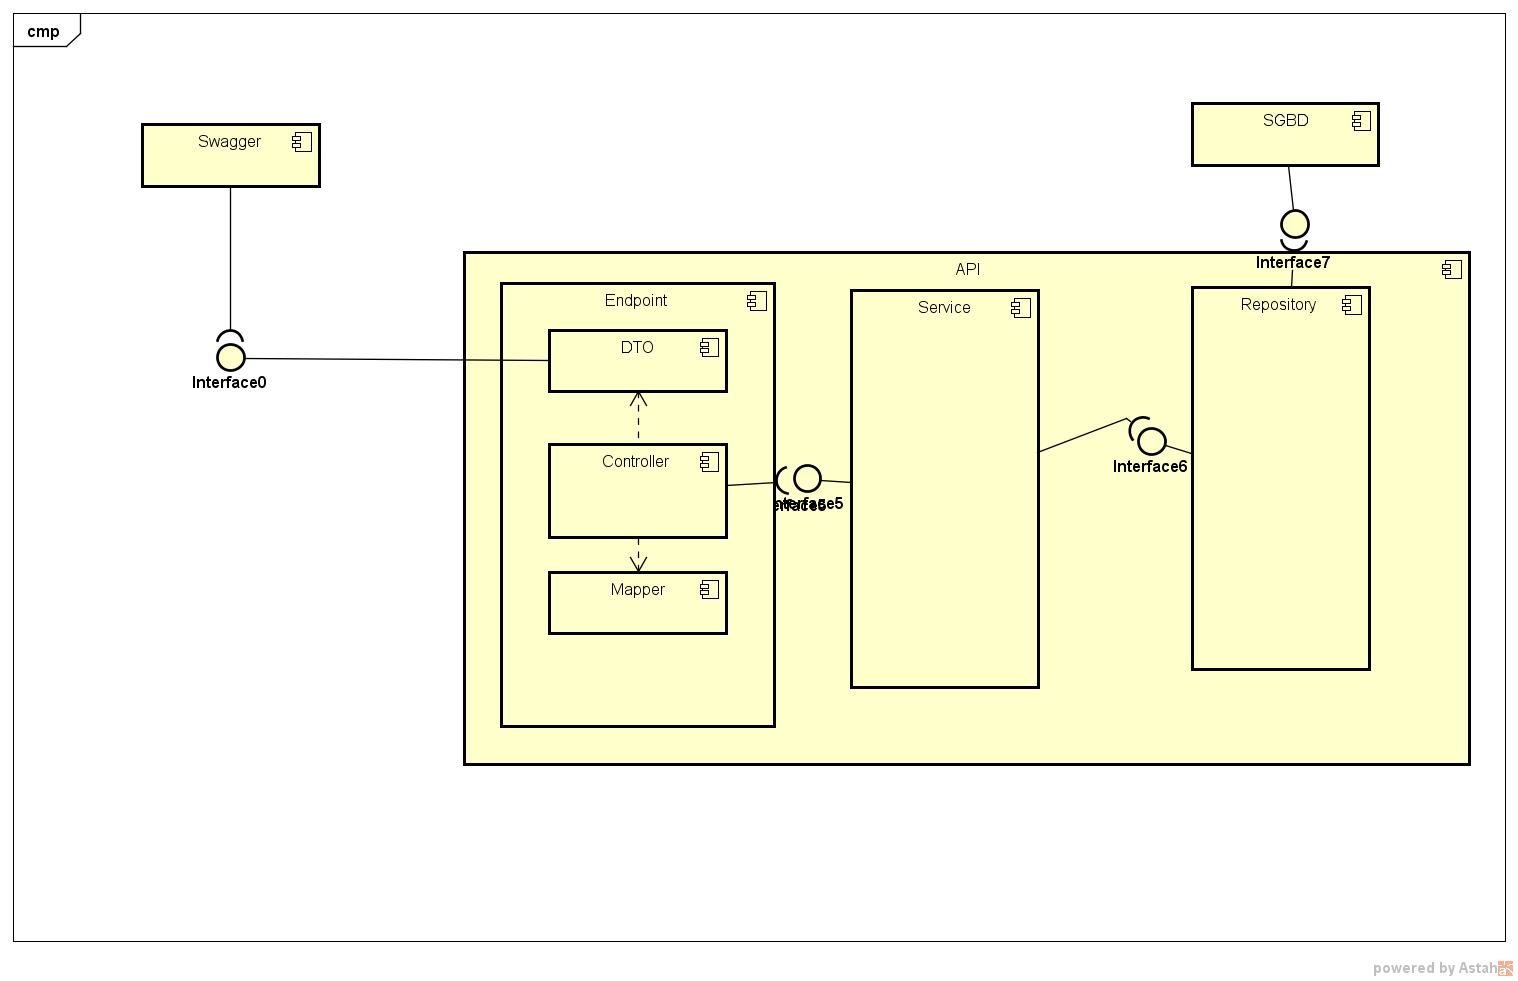 cmp
Swagger
SGBD
Interface7
API
Endpoint
Service
Repository
DTO
Interface0
Controller
Interface6
Interface5
Mapper
powered by Astah